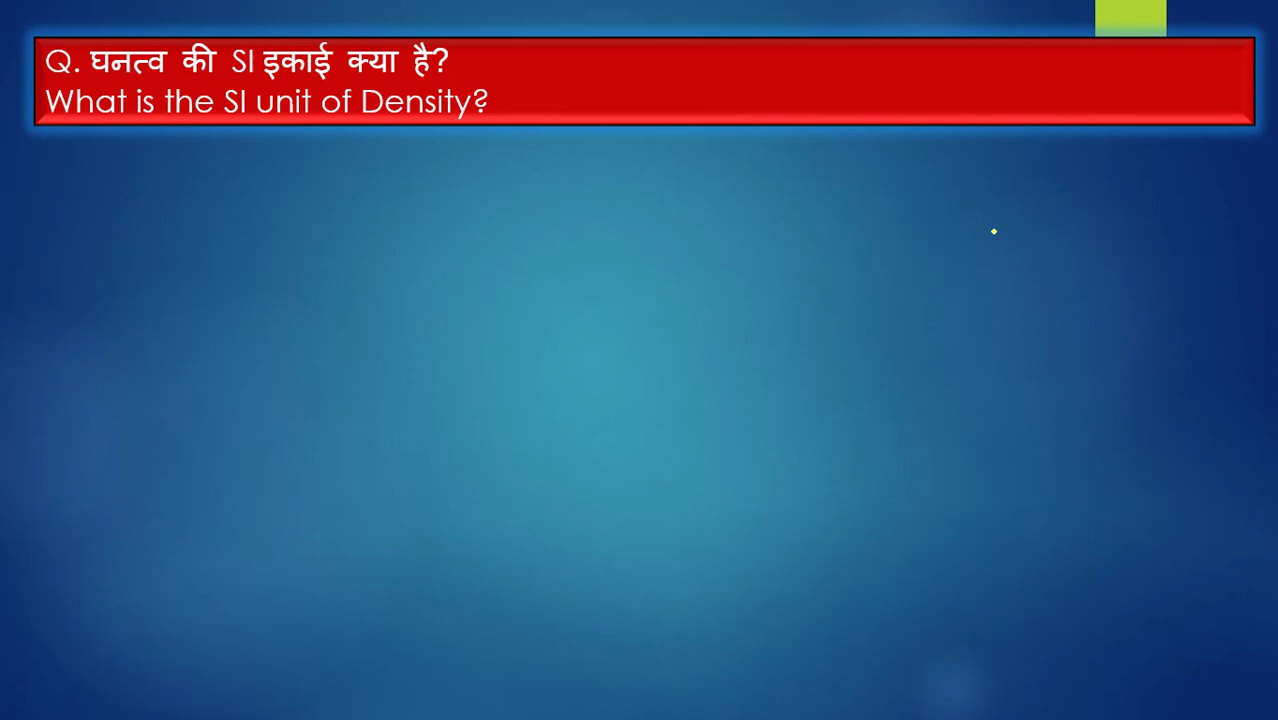 Q. घनत्व की SI इकाई क्या है?
What is the SI unit of Density?